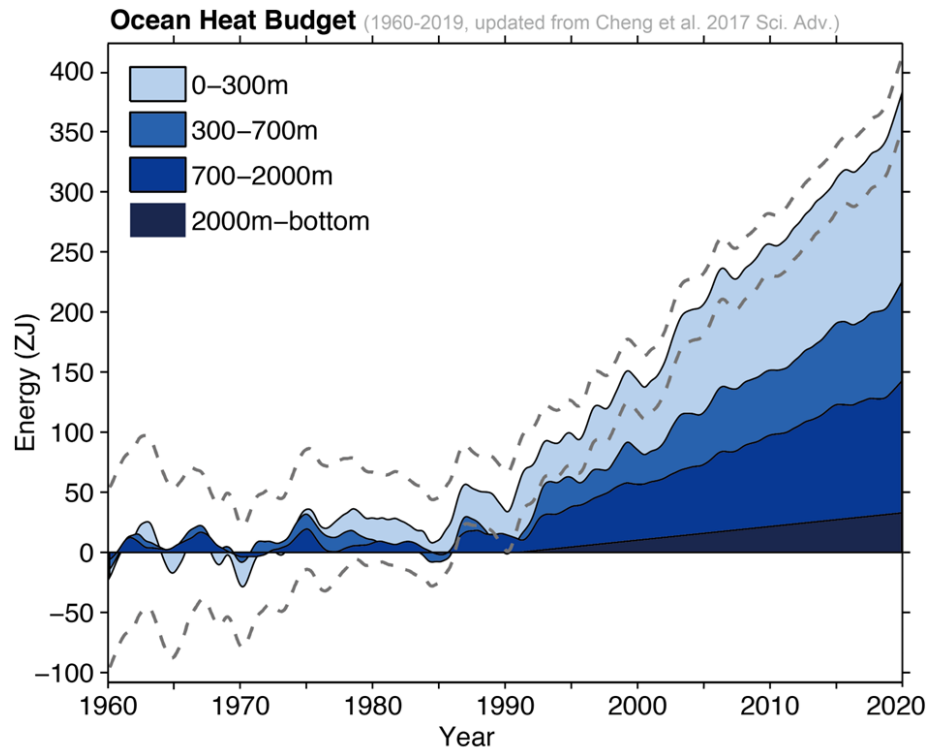 Ocean Heat Budget (1960-2019, updated from Cheng et al. 2017 Sci. Adv.)
400
350
300
250
200
150
100
50
0
−50
−100
Energy (ZJ)
0−300m
300−700m
700−2000m
2000m−bottom
1960 1970 1980 1990 2000 2010 2020
Year